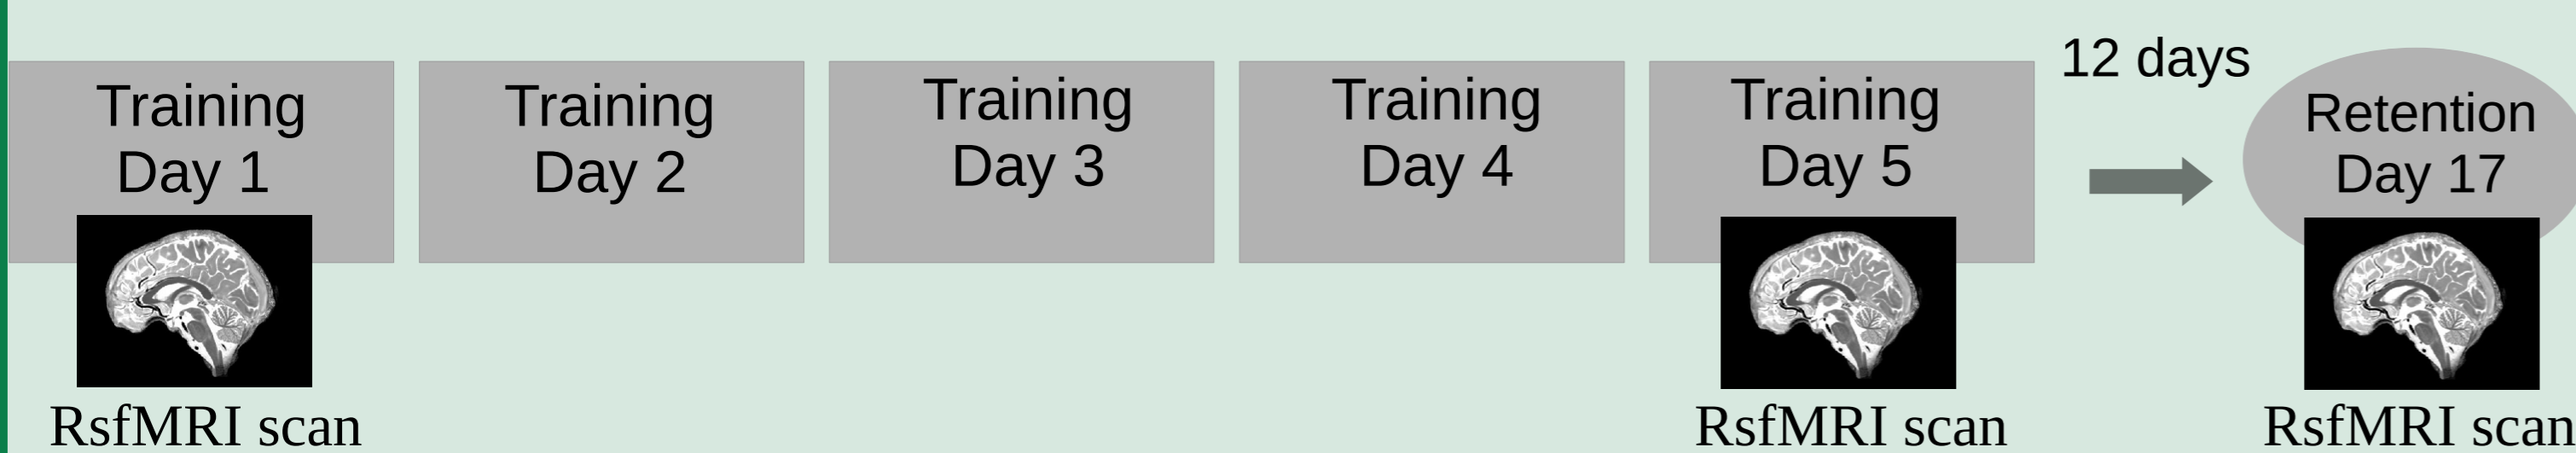 Training
Day 1
Training
Day 2
Training
Day 3
Training
Day 4
Training
Day 5
12 days
Retention
Day 17
RsfMRI scan
RsfMRI scan
RsfMRI scan